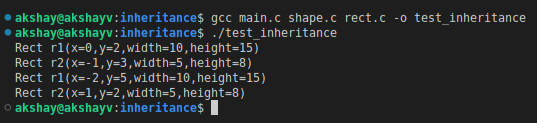 akshay@akshayv:inheritance$ gcc main.c shape.c rect.c -o test_inheritance
akshay@akshayv:inheritance$ ./test_inheritance
Rect r1(x=0,y=2,width=10,height=15)
Rect r2(x=-1,y=3,width=5,height=8)
Rect r1(x=-2,y=5,width=10,height=15)
Rect r2(x=1,y=2,width=5,height=8)
akshay@akshayv:inheritance$